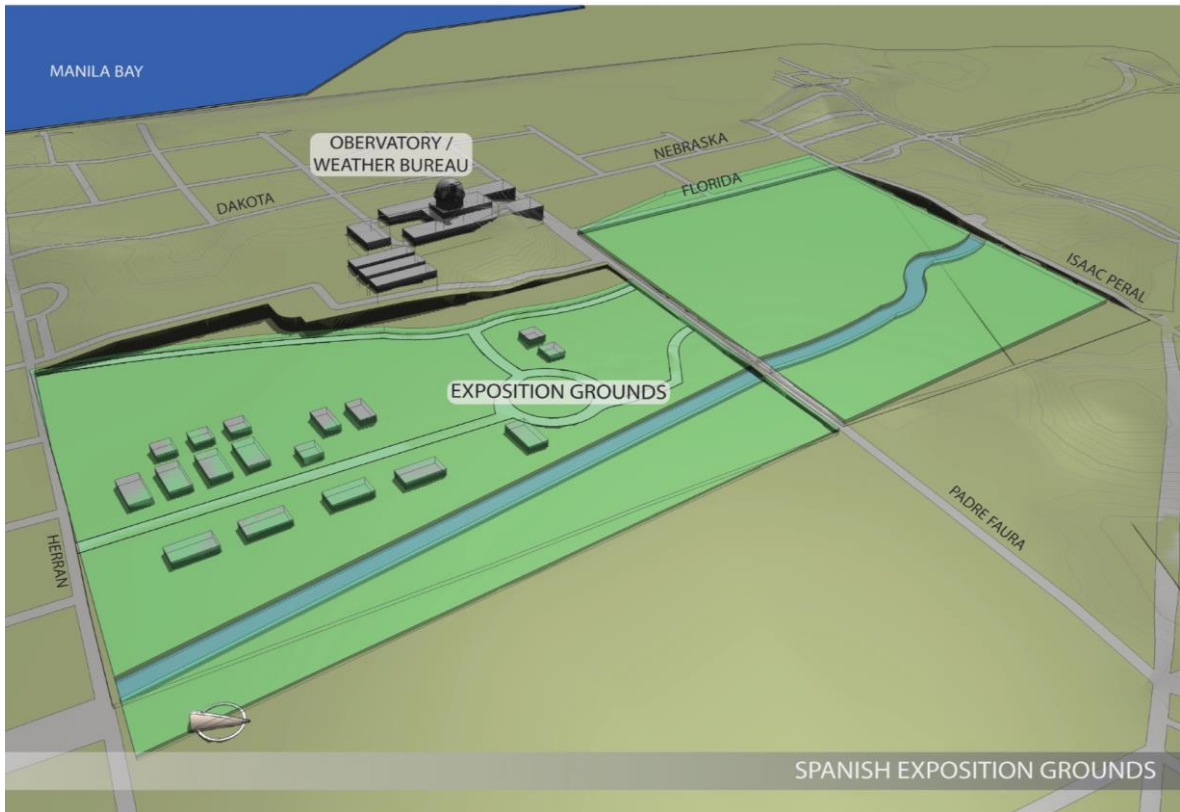 MANILA BAY
OBERVATORY /
WEATHER BUREAU
NEBRASKA
DAKOTA
FLORIDA
ISAAC PERAL
EXPOSITION GROUNDS
PADRE FAURA
HERRAN
SPANISH EXPOSITION GROUNDS